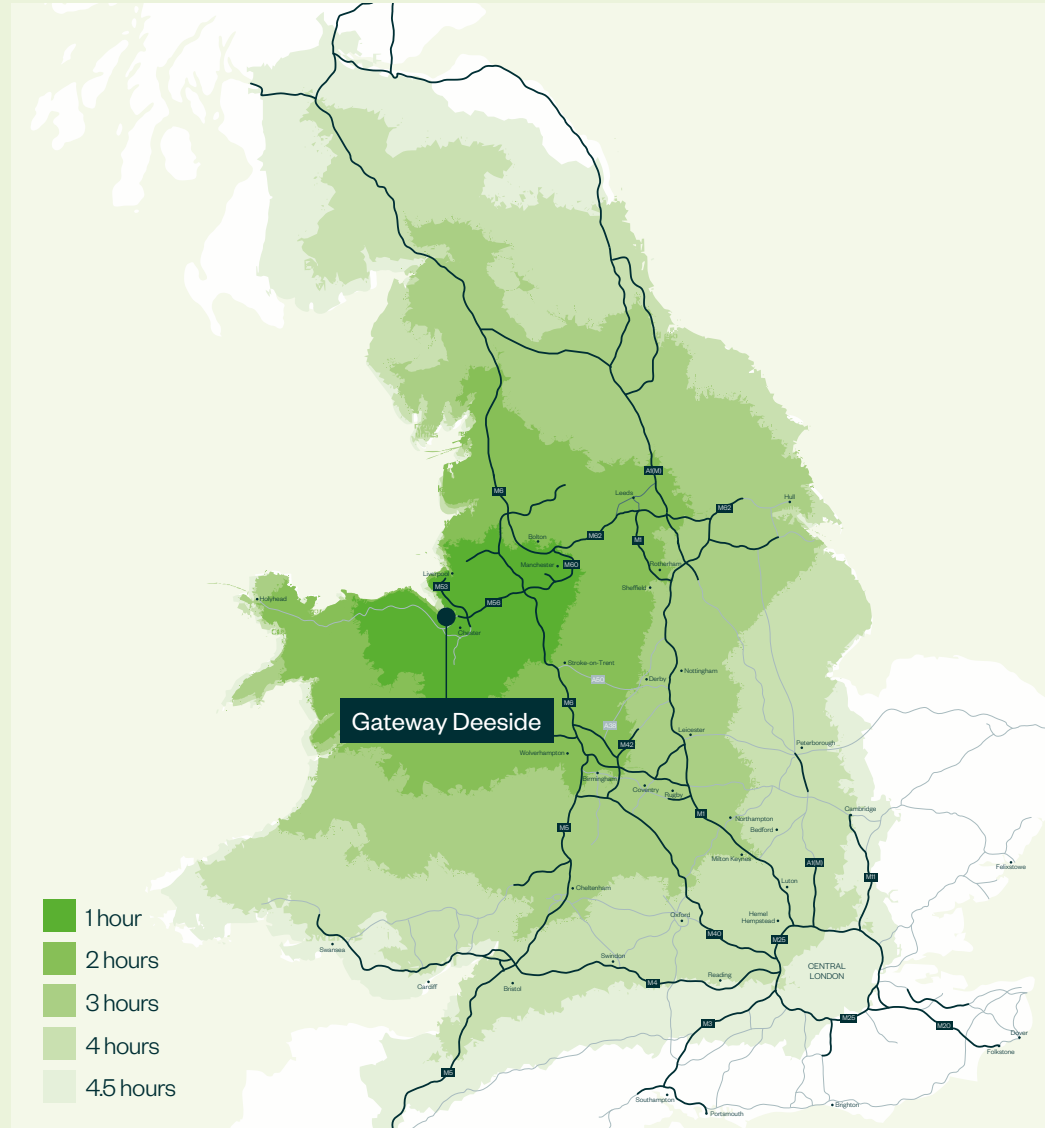 A1(M)
M6
Leeds
Hull
M62
Bolton
M62
M1
Manchester
M60
Rotherham
Liverpool
M53
Sheffield
Holyhead
M56
Chester
Stroke-on-Trent
Nottingham
A50
Derby
M6
Gateway Deeside
A38
Leicester
M42
Peterborough
Wolverhampton
Birmingham
Coventry
Rugby
M1
Cambridge
Northampton
M5
Bedford
Milton Keynes
A1(M)
Felixstowe
Luton
M11
Cheltenham
1 hour
Oxford
Hemel
Hempstead
M40
M25
Swansea
2 hours
Swindon
CENTRAL
LONDON
Reading
M4
Cardiff
Bristol
3 hours
M25
M3
M20
Dover
4 hours
Folkstone
M5
4.5 hours
Southampton
Brighton
Portamouth